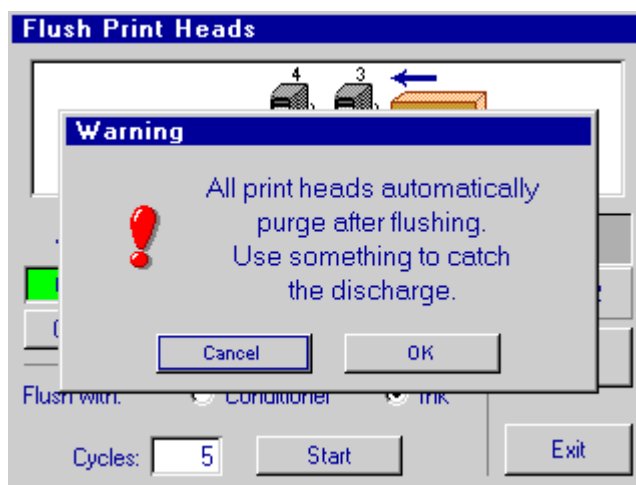 Flush Print Heads
4 3
Warning
All print heads automatically
purge after flushing.
Use something to catch
the discharge.
Cancel OK
Flush with: Conditioner Ink
Cycles: 5 Start Exit